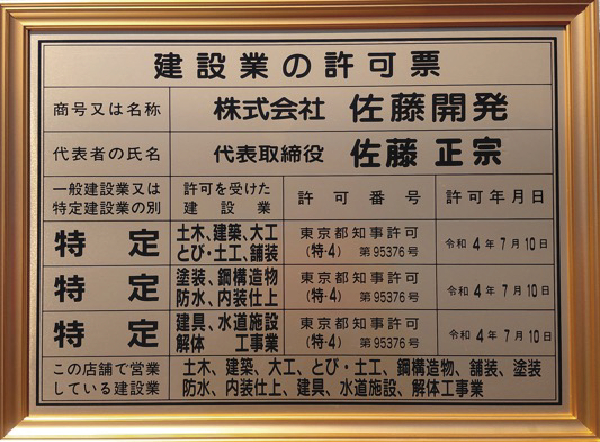 建設業の許可票
商号又は名称 株式会社 佐藤開発
代表者の氏名 代表取締役 佐藤 正宗
一般建設業又は
特定建設業の別
許可を受けた
建設業
許可番号
許可年月日
特定
土木、建築、大工
とび・土工、舗装
東京都知事許可
(特-4) 第95376号
令和4年7月10日
特定
塗装、鋼構造物
防水、内装仕上
東京都知事許可
(特-4) 第95376号
令和4年7月10日
特定
建具、水道施設
解体 工事業
東京都知事許可
(特-4) 第95376号
令和4年7月10日
この店舗で営業
している建設業
土木、建築、大工、とび・土工、鋼構造物、舗装、塗装
防水、内装仕上、建具、水道施設、解体工事業